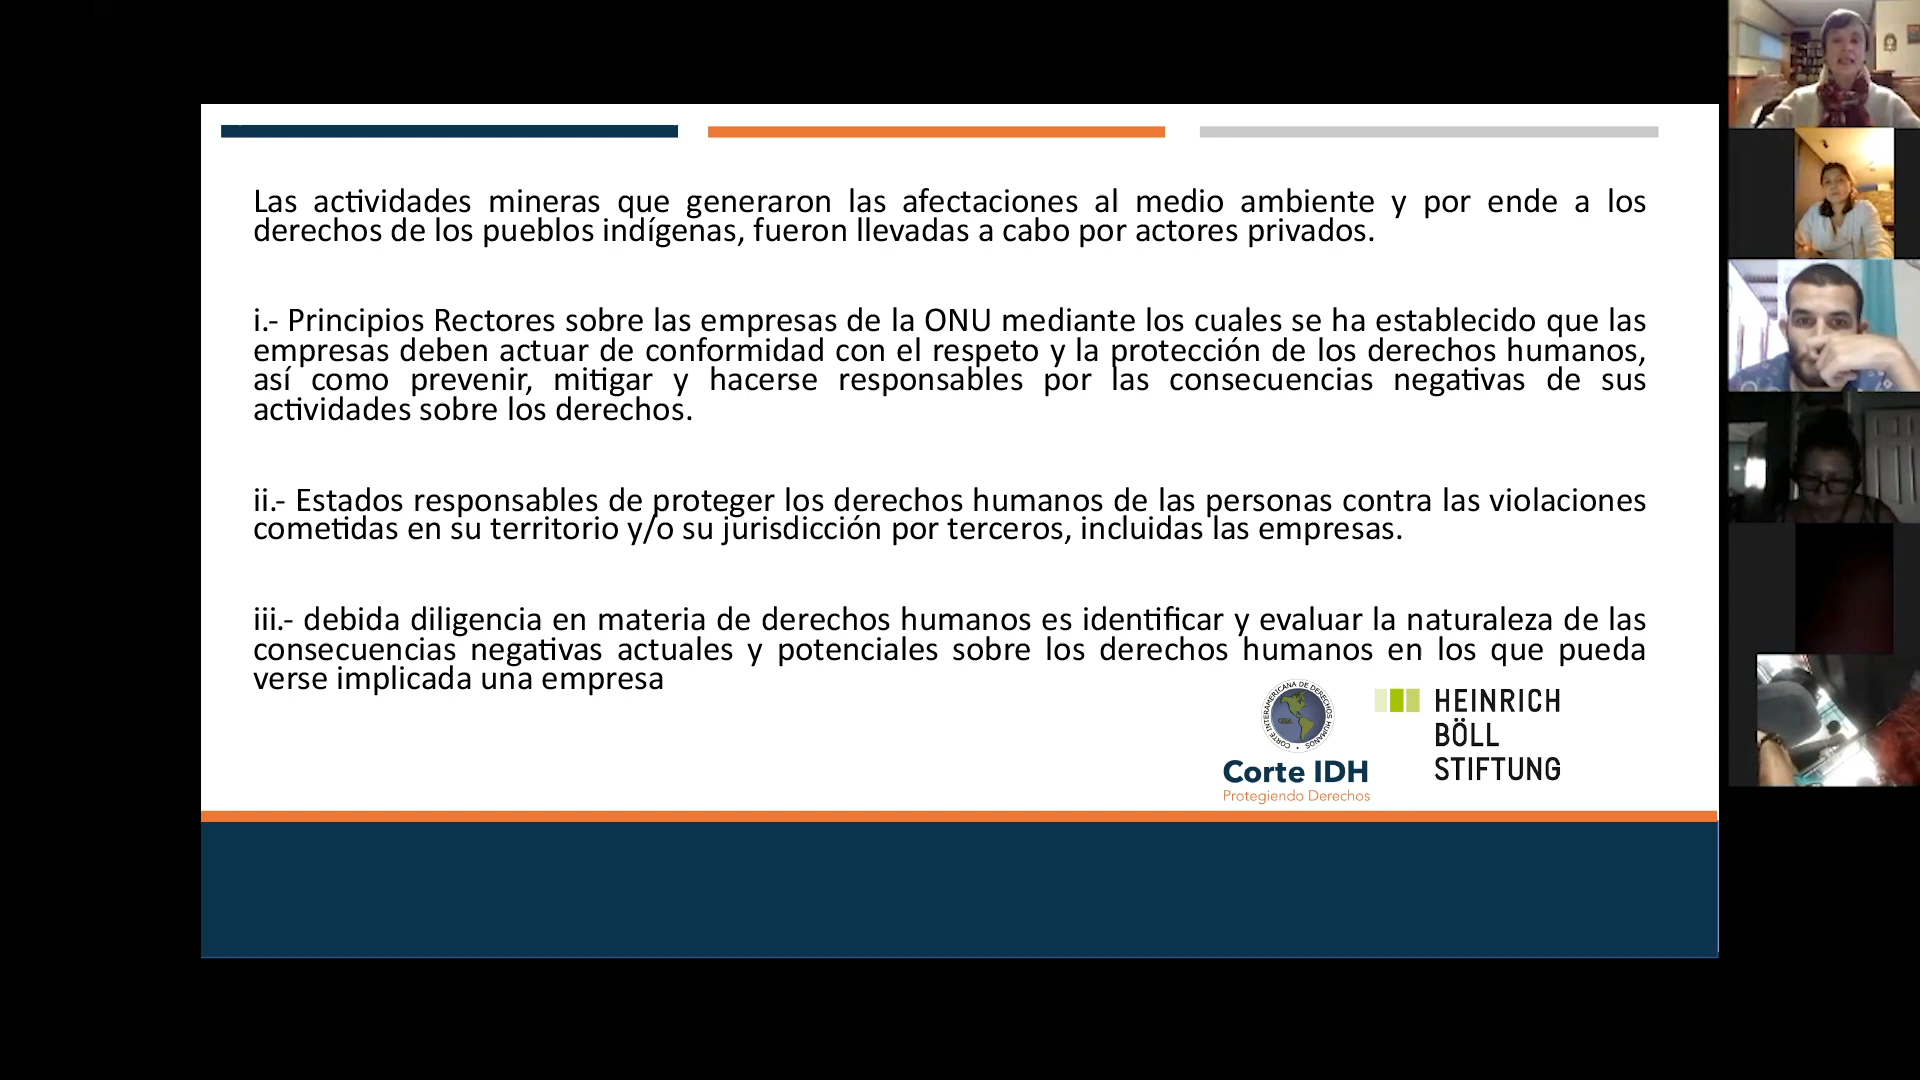 Las actividades mineras que generaron las afectaciones al medio ambiente y por ende a los
derechos de los pueblos indígenas, fueron llevadas a cabo por actores privados.
i.- Principios Rectores sobre las empresas de la ONU mediante los cuales se ha establecido que las
empresas deben actuar de conformidad con el respeto y la protección de los derechos humanos,
así como prevenir, mitigar y hacerse responsables por las consecuencias negativas de sus
actividades sobre los derechos.
ii.- Estados responsables de proteger los derechos humanos de las personas contra las violaciones
cometidas en su territorio y/o su jurisdicción por terceros, incluidas las empresas.
iii.- debida diligencia en materia de derechos humanos es identificar y evaluar la naturaleza de las
consecuencias negativas actuales y potenciales sobre los derechos humanos en los que pueda
verse implicada una empresa
CORTE INTERAMERICANA DE DERECHOS HUMANOS
Corte IDH
Protegiendo Derechos
HEINRICH
BÖLL
STIFTUNG